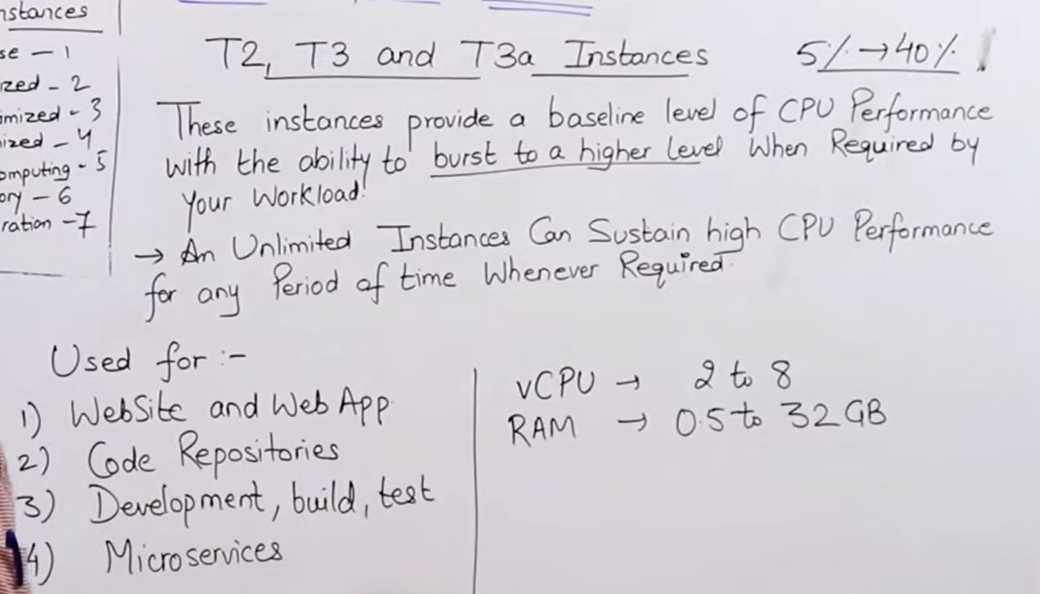 nstances
se - 1
zed - 2
imized - 3
ized - 4
omputing - 5
ory - 6
ration - 7
T2, T3 and T3a Instances 5% → 40%
These instances provide a baseline level of CPU Performance
with the ability to burst to a higher level When Required by
your Workload.
→ An Unlimited Instances Can Sustain high CPU Performance
for any Period of time Whenever Required.
Used for :-
1) WebSite and Web App
2) Code Repositories
3) Development, build, test
4) Microservices
vCPU → 2 to 8
RAM → 0.5 to 32 GB